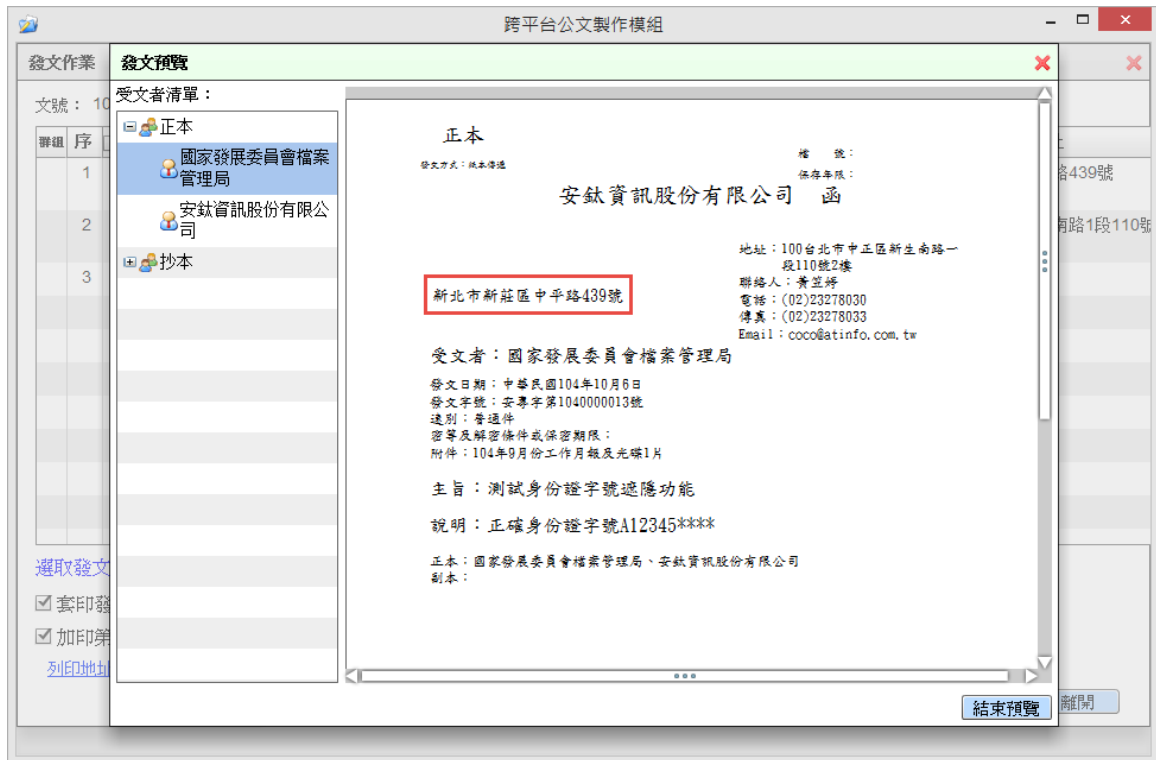 跨平台公文製作模組
發文作業
發文預覽
文號： 10
受文者清單：
群組 序
1
2
3
正本
國家發展委員會檔案
管理局
安鈦資訊股份有限公
司
抄本
正本
發文方式：紙本傳遞
檔 號：
保存年限：
安鈦資訊股份有限公司 函
地址：100台北市中正區新生南路一
段110號2樓
聯絡人：黃笠婷
電話：(02)23278030
傳真：(02)23278033
Email：coco@atinfo.com.tw
新北市新莊區中平路439號
受文者：國家發展委員會檔案管理局
發文日期：中華民國104年10月6日
發文字號：安專字第1040000013號
速別：普通件
密等及解密條件或保密期限：
附件：104年9月份工作月報及光碟1片
主旨：測試身份證字號遮隱功能
說明：正確身份證字號A12345****
正本：國家發展委員會檔案管理局、安鈦資訊股份有限公司
副本：
路439號
南路1段110號
選取發文
套印發
加印第
列印地址
結束預覽
離開